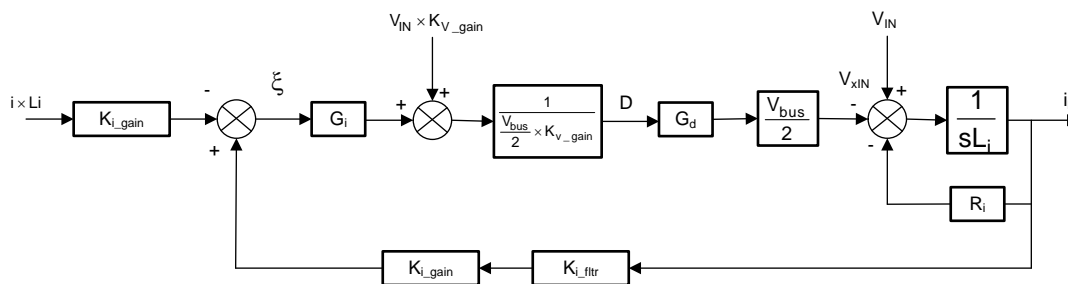 V_IN × K_V_gain
V_IN
i × Li
-
ξ
+
+
1
D
V_xIN
-
+
1
i
K_i_gain
G_i
V_bus
2
× K_v_gain
G_d
V_bus
2
sL_i
+
-
R_i
K_i_gain
K_i_fltr